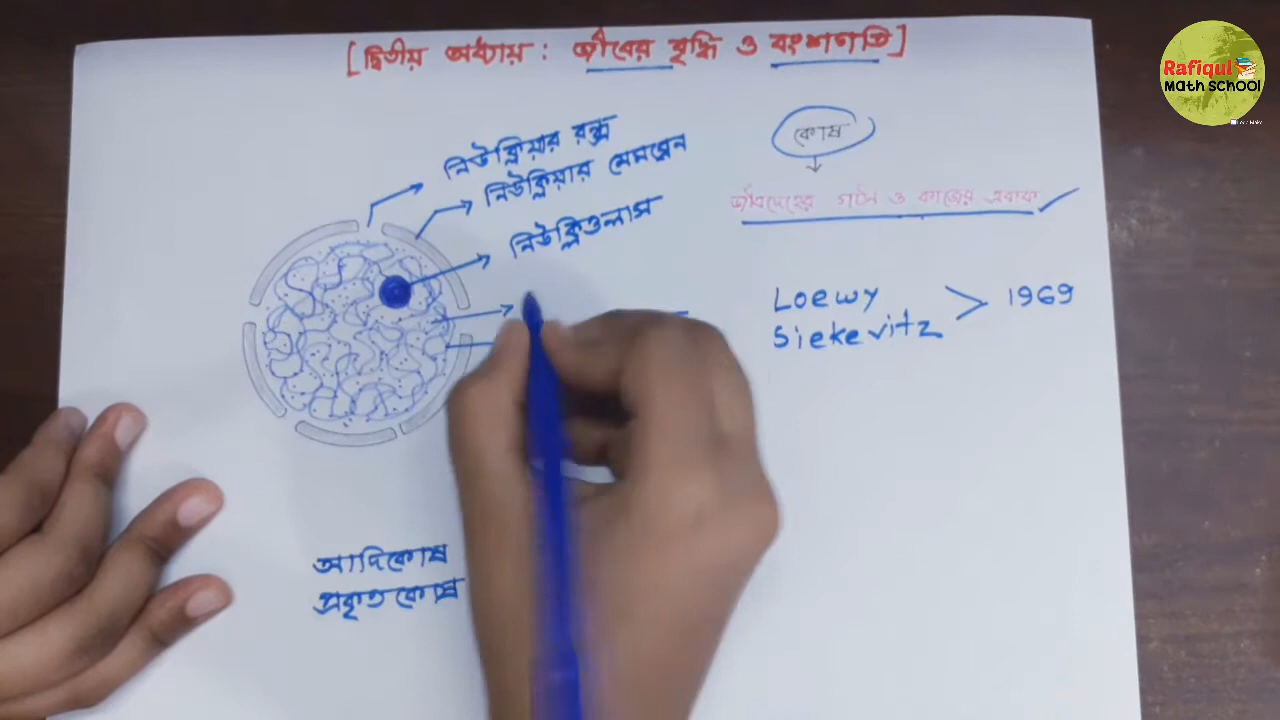 [দ্বিতীয় অধ্যায় : জীবের বৃদ্ধি ও বংশগতি]
Rafiqul
Math SCHOOL
নিউক্লিয়ার রন্ধ্র
নিউক্লিয়ার মেমব্রেন
নিউক্লিওলাস
কোষ
জীবদেহের গঠন ও কাজের একক
Loewy
Siekevitz
> 1969
আদিকোষ
প্রকৃতকোষ